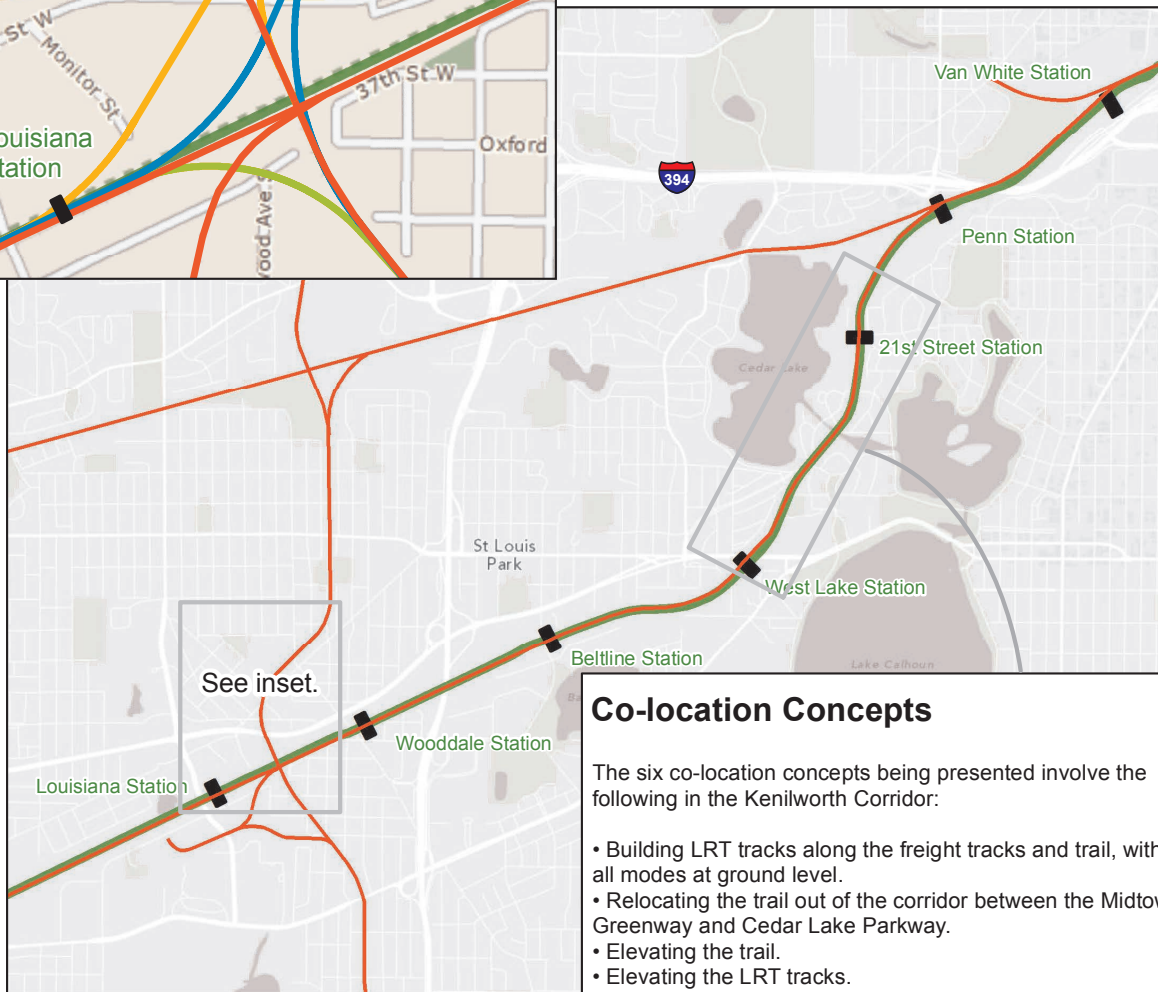 St W
Monitor St
37th St W
Oxford
ouisiana
tation
ood Ave S
Van White Station
394
Penn Station
21st Street Station
Cedar Lake
St Louis
Park
West Lake Station
Lake Calhoun
Beltline Station
Ba
See inset.
Wooddale Station
Louisiana Station
Co-location Concepts
The six co-location concepts being presented involve the
following in the Kenilworth Corridor:
• Building LRT tracks along the freight tracks and trail, with
all modes at ground level.
• Relocating the trail out of the corridor between the Midtow
Greenway and Cedar Lake Parkway.
• Elevating the trail.
• Elevating the LRT tracks.